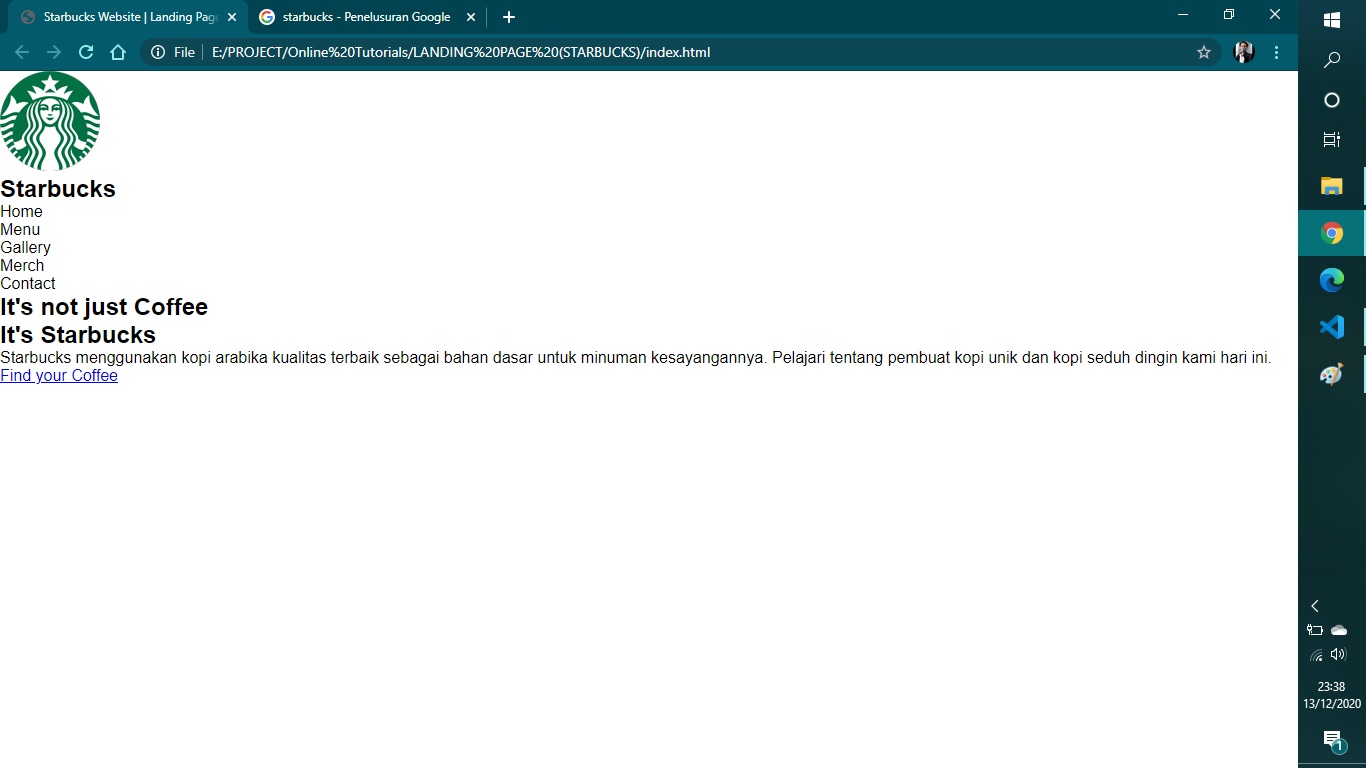 Starbucks Website | Landing Page
starbucks - Penelusuran Google
File
E:/PROJECT/Online%20Tutorials/LANDING%20PAGE%20(STARBUCKS)/index.html
Starbucks
Home
Menu
Gallery
Merch
Contact
It's not just Coffee
It's Starbucks
Starbucks menggunakan kopi arabika kualitas terbaik sebagai bahan dasar untuk minuman kesayangannya. Pelajari tentang pembuat kopi unik dan kopi seduh dingin kami hari ini.
Find your Coffee
23:38
13/12/2020
1